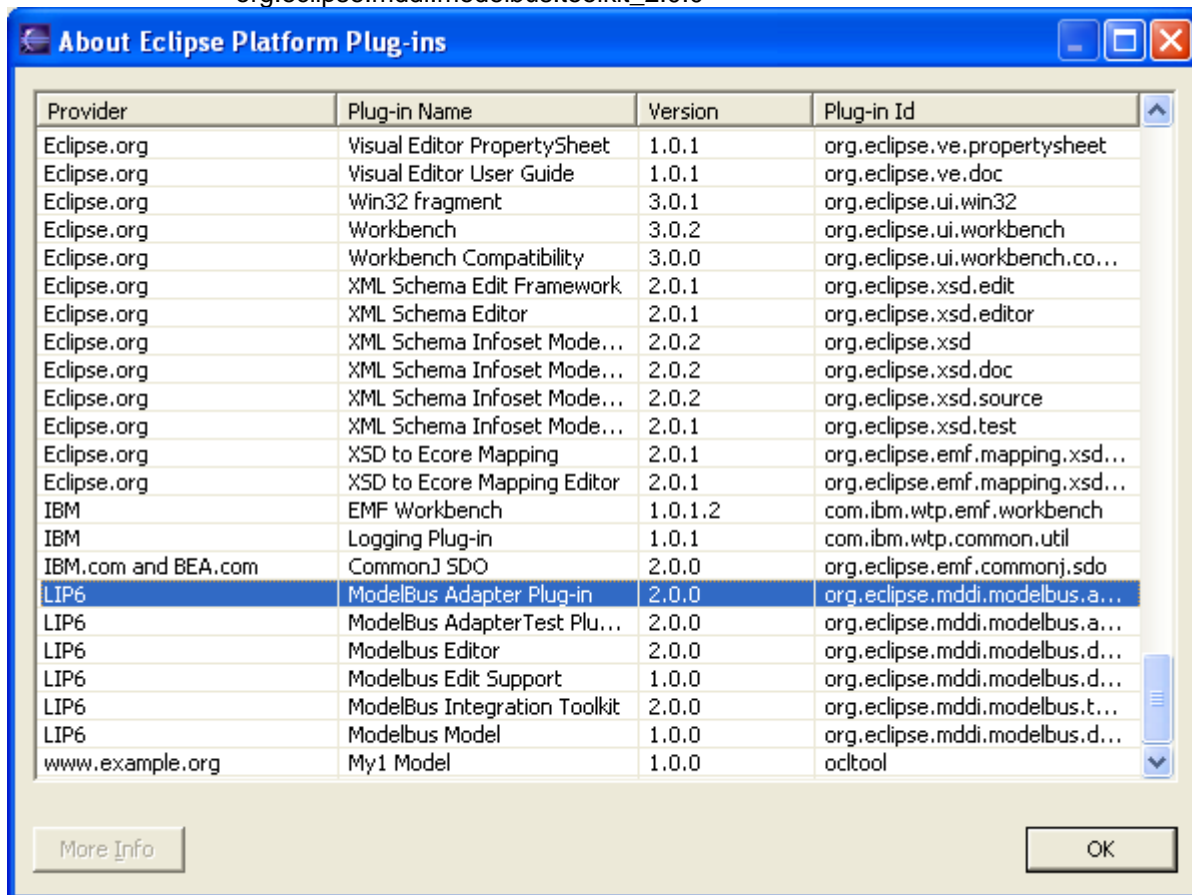 org.eclipse.mddi.modelbus.toolkit_2.0.0
About Eclipse Platform Plug-ins
Provider Plug-in Name Version Plug-in Id
Eclipse.org Visual Editor PropertySheet 1.0.1 org.eclipse.ve.propertysheet
Eclipse.org Visual Editor User Guide 1.0.1 org.eclipse.ve.doc
Eclipse.org Win32 fragment 3.0.1 org.eclipse.ui.win32
Eclipse.org Workbench 3.0.2 org.eclipse.ui.workbench
Eclipse.org Workbench Compatibility 3.0.0 org.eclipse.ui.workbench.co...
Eclipse.org XML Schema Edit Framework 2.0.1 org.eclipse.xsd.edit
Eclipse.org XML Schema Editor 2.0.1 org.eclipse.xsd.editor
Eclipse.org XML Schema Infoset Mode... 2.0.2 org.eclipse.xsd
Eclipse.org XML Schema Infoset Mode... 2.0.2 org.eclipse.xsd.doc
Eclipse.org XML Schema Infoset Mode... 2.0.2 org.eclipse.xsd.source
Eclipse.org XML Schema Infoset Mode... 2.0.1 org.eclipse.xsd.test
Eclipse.org XSD to Ecore Mapping 2.0.1 org.eclipse.emf.mapping.xsd...
Eclipse.org XSD to Ecore Mapping Editor 2.0.1 org.eclipse.emf.mapping.xsd...
IBM EMF Workbench 1.0.1.2 com.ibm.wtp.emf.workbench
IBM Logging Plug-in 1.0.1 com.ibm.wtp.common.util
IBM.com and BEA.com CommonJ SDO 2.0.0 org.eclipse.emf.commonj.sdo
LIP6 ModelBus Adapter Plug-in 2.0.0 org.eclipse.mddi.modelbus.a...
LIP6 ModelBus AdapterTest Plu... 2.0.0 org.eclipse.mddi.modelbus.a...
LIP6 Modelbus Editor 2.0.0 org.eclipse.mddi.modelbus.d...
LIP6 Modelbus Edit Support 1.0.0 org.eclipse.mddi.modelbus.d...
LIP6 ModelBus Integration Toolkit 2.0.0 org.eclipse.mddi.modelbus.t...
LIP6 Modelbus Model 1.0.0 org.eclipse.mddi.modelbus.d...
www.example.org My1 Model 1.0.0 ocltool
More Info OK